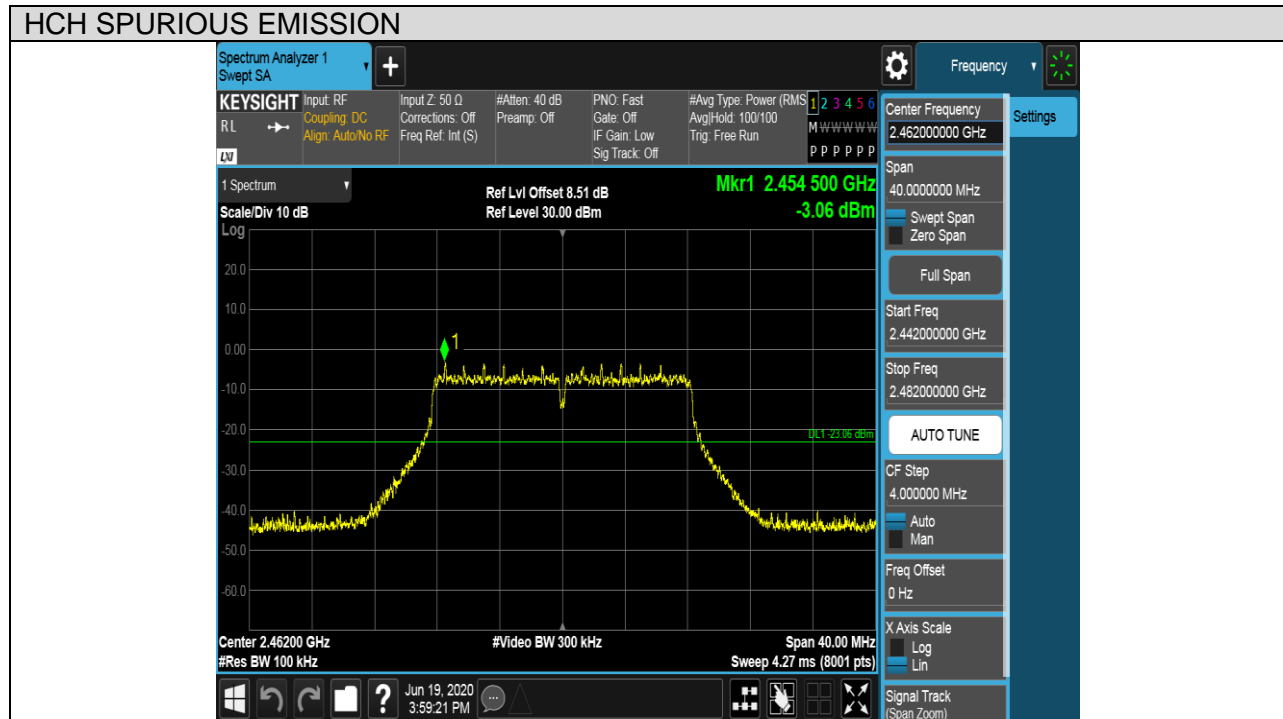 HCH SPURIOUS EMISSION
Spectrum Analyzer 1
Swept SA
Frequency
KEYSIGHT
RL
LXI
Input: RF
Coupling: DC
Align: Auto/No RF
Input Z: 50 Ω
Corrections: Off
Freq Ref: Int (S)
#Atten: 40 dB
Preamp: Off
PNO: Fast
Gate: Off
IF Gain: Low
Sig Track: Off
#Avg Type: Power (RMS
Avg|Hold: 100/100
Trig: Free Run
1 2 3 4 5 6
M W W W W W
P P P P P P
1 Spectrum
Scale/Div 10 dB
Ref Lvl Offset 8.51 dB
Ref Level 30.00 dBm
Mkr1 2.454 500 GHz
-3.06 dBm
Log
20.0
10.0
0.00
-10.0
-20.0
-30.0
-40.0
-50.0
-60.0
1
DL1 -23.06 dBm
Center 2.46200 GHz
#Res BW 100 kHz
#Video BW 300 kHz
Span 40.00 MHz
Sweep 4.27 ms (8001 pts)
Jun 19, 2020
3:59:21 PM
Center Frequency
2.462000000 GHz
Settings
Span
40.0000000 MHz
Swept Span
Zero Span
Full Span
Start Freq
2.442000000 GHz
Stop Freq
2.482000000 GHz
AUTO TUNE
CF Step
4.000000 MHz
Auto
Man
Freq Offset
0 Hz
X Axis Scale
Log
Lin
Signal Track
(Span Zoom)